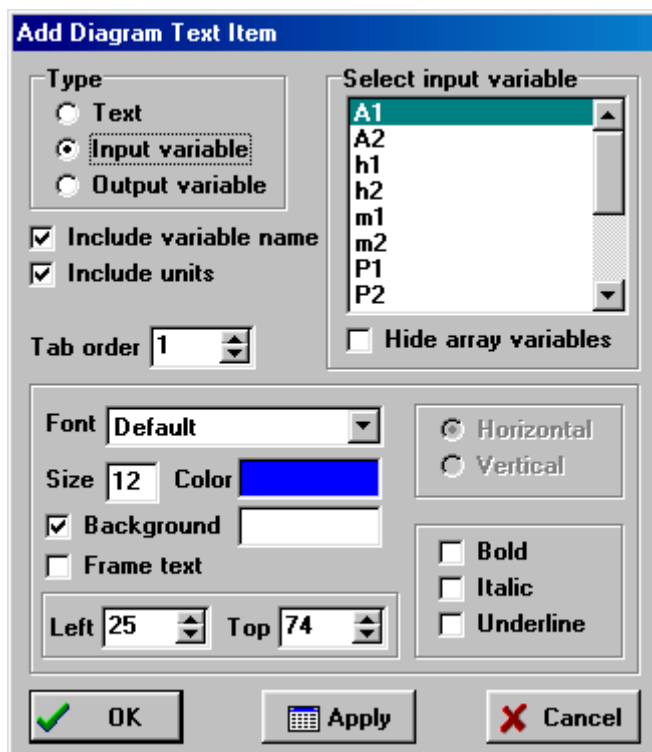 Add Diagram Text Item
Type
Text
Input variable
Output variable
Include variable name
Include units
Tab order 1
Select input variable
A1
A2
h1
h2
m1
m2
P1
P2
Hide array variables
Font Default
Size 12 Color
Background
Frame text
Left 25 Top 74
Horizontal
Vertical
Bold
Italic
Underline
OK Apply Cancel